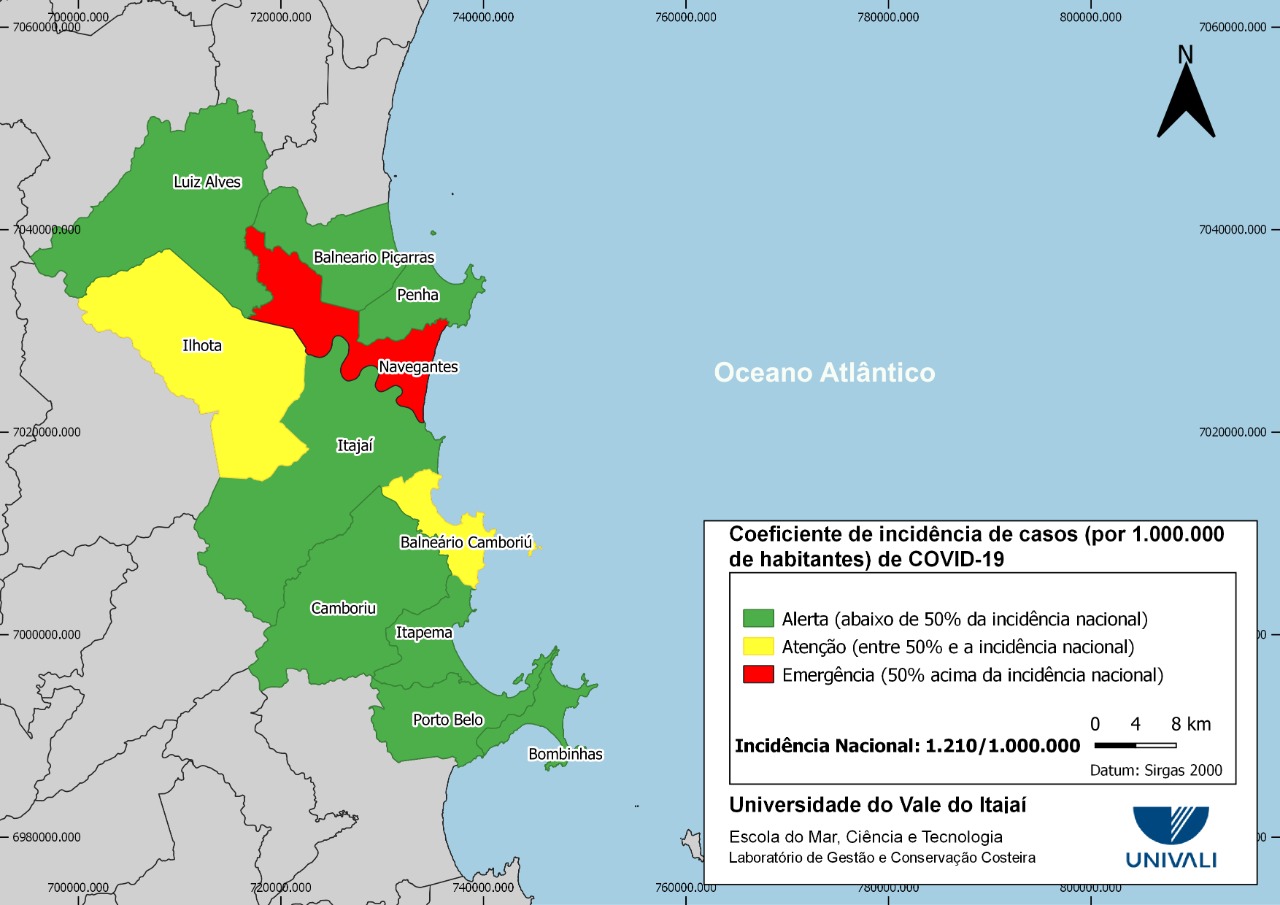 700000.000 720000.000 740000.000 760000.000 780000.000 800000.000
7060000.000 7060000.000
N
Luiz Alves
7040000.000 7040000.000
Balneario Piçarras
Penha
Ilhota
Navegantes
Oceano Atlântico
7020000.000 7020000.000
Itajaí
Balneário Camboriú
Camboriu
Itapema
7000000.000
Porto Belo
Bombinhas
6980000.000
Coeficiente de incidência de casos (por 1.000.000
de habitantes) de COVID-19
Alerta (abaixo de 50% da incidência nacional)
Atenção (entre 50% e a incidência nacional)
Emergência (50% acima da incidência nacional)
0 4 8 km
Incidência Nacional: 1.210/1.000.000
Datum: Sirgas 2000
Universidade do Vale do Itajaí
Escola do Mar, Ciência e Tecnologia
Laboratório de Gestão e Conservação Costeira
UNIVALI
700000.000 720000.000 740000.000 760000.000 780000.000 800000.000